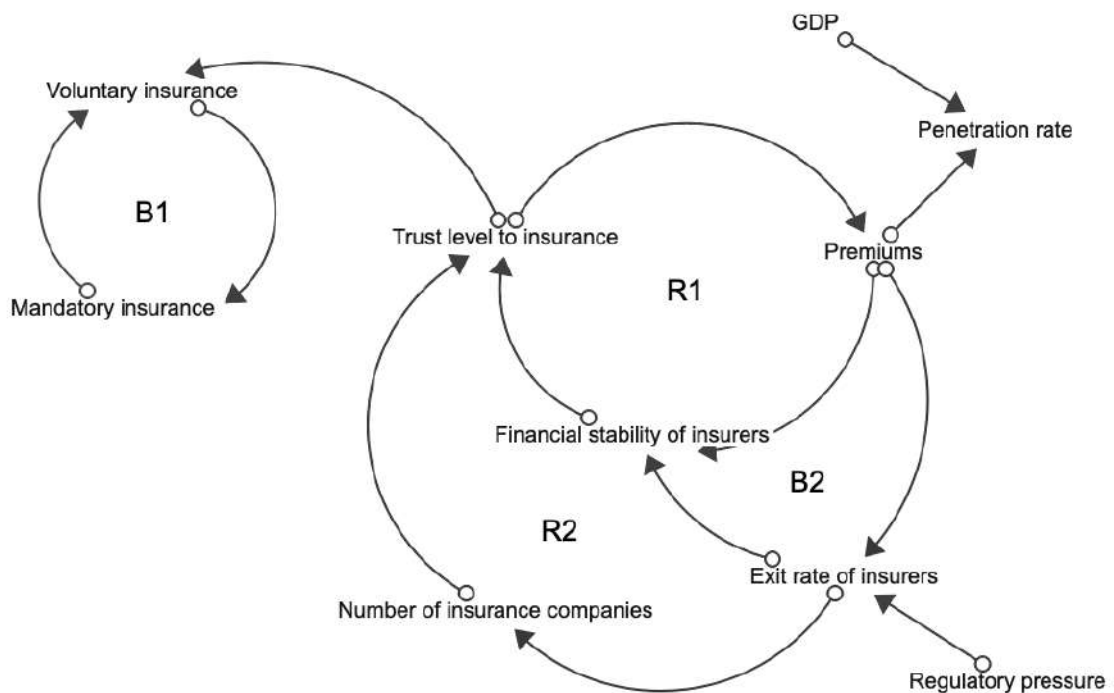 GDP
Voluntary insurance
Penetration rate
B1
Trust level to insurance
Premiums
R1
Mandatory insurance
Financial stability of insurers
B2
R2
Exit rate of insurers
Number of insurance companies
Regulatory pressure